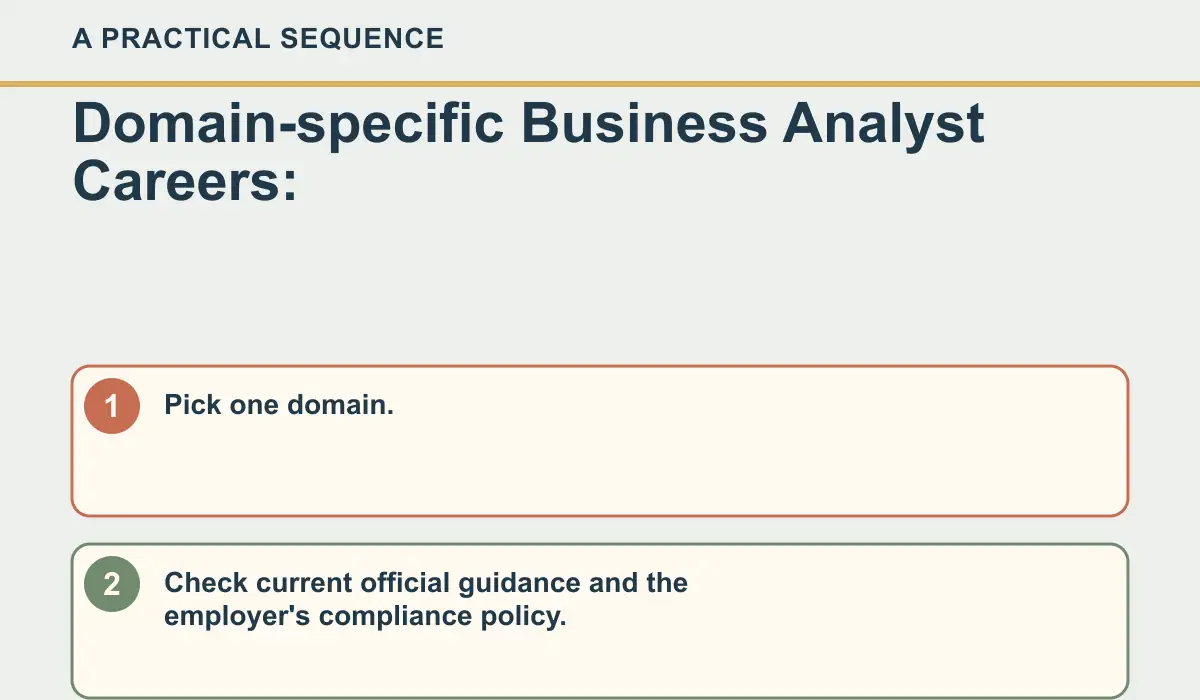 A PRACTICAL SEQUENCE
Domain-specific Business Analyst
Careers:
1
Pick one domain.
2
Check current official guidance and the
employer's compliance policy.